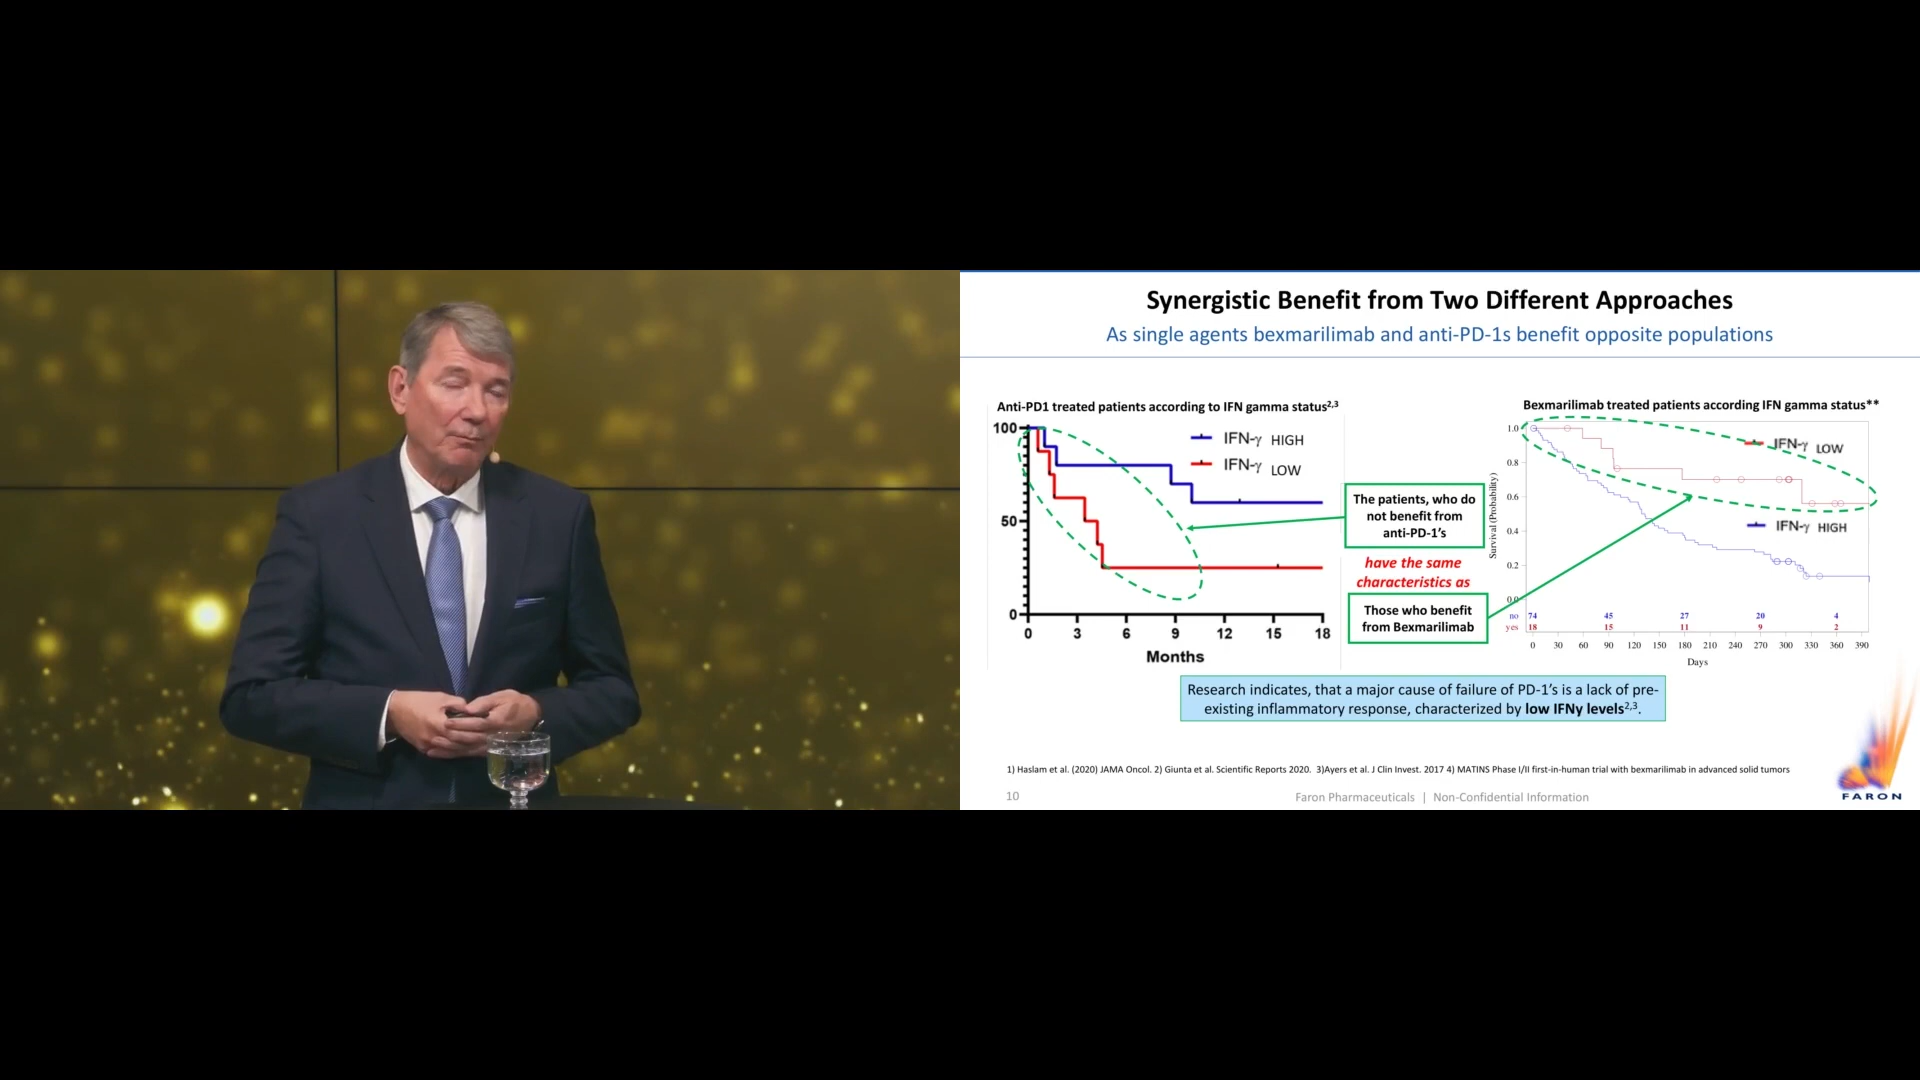 Synergistic Benefit from Two Different Approaches
As single agents bexmarilimab and anti-PD-1s benefit opposite populations
Anti-PD1 treated patients according to IFN gamma status2,3
100
50
0
0 3 6 9 12 15 18
Months
IFN-γ HIGH
IFN-γ LOW
The patients, who do
not benefit from
anti-PD-1’s
have the same
characteristics as
Those who benefit
from Bexmarilimab
Bexmarilimab treated patients according IFN gamma status**
Survival (Probability)
1.0
0.8
0.6
0.4
0.2
0.0
IFN-γ LOW
IFN-γ HIGH
no 74 45 27 20 4
yes 18 15 11 9 2
0 30 60 90 120 150 180 210 240 270 300 330 360 390
Days
Research indicates, that a major cause of failure of PD-1’s is a lack of pre-
existing inflammatory response, characterized by low IFNy levels2,3.
1) Haslam et al. (2020) JAMA Oncol. 2) Giunta et al. Scientific Reports 2020. 3)Ayers et al. J Clin Invest. 2017 4) MATINS Phase I/II first-in-human trial with bexmarilimab in advanced solid tumors
10
Faron Pharmaceuticals | Non-Confidential Information
FARON